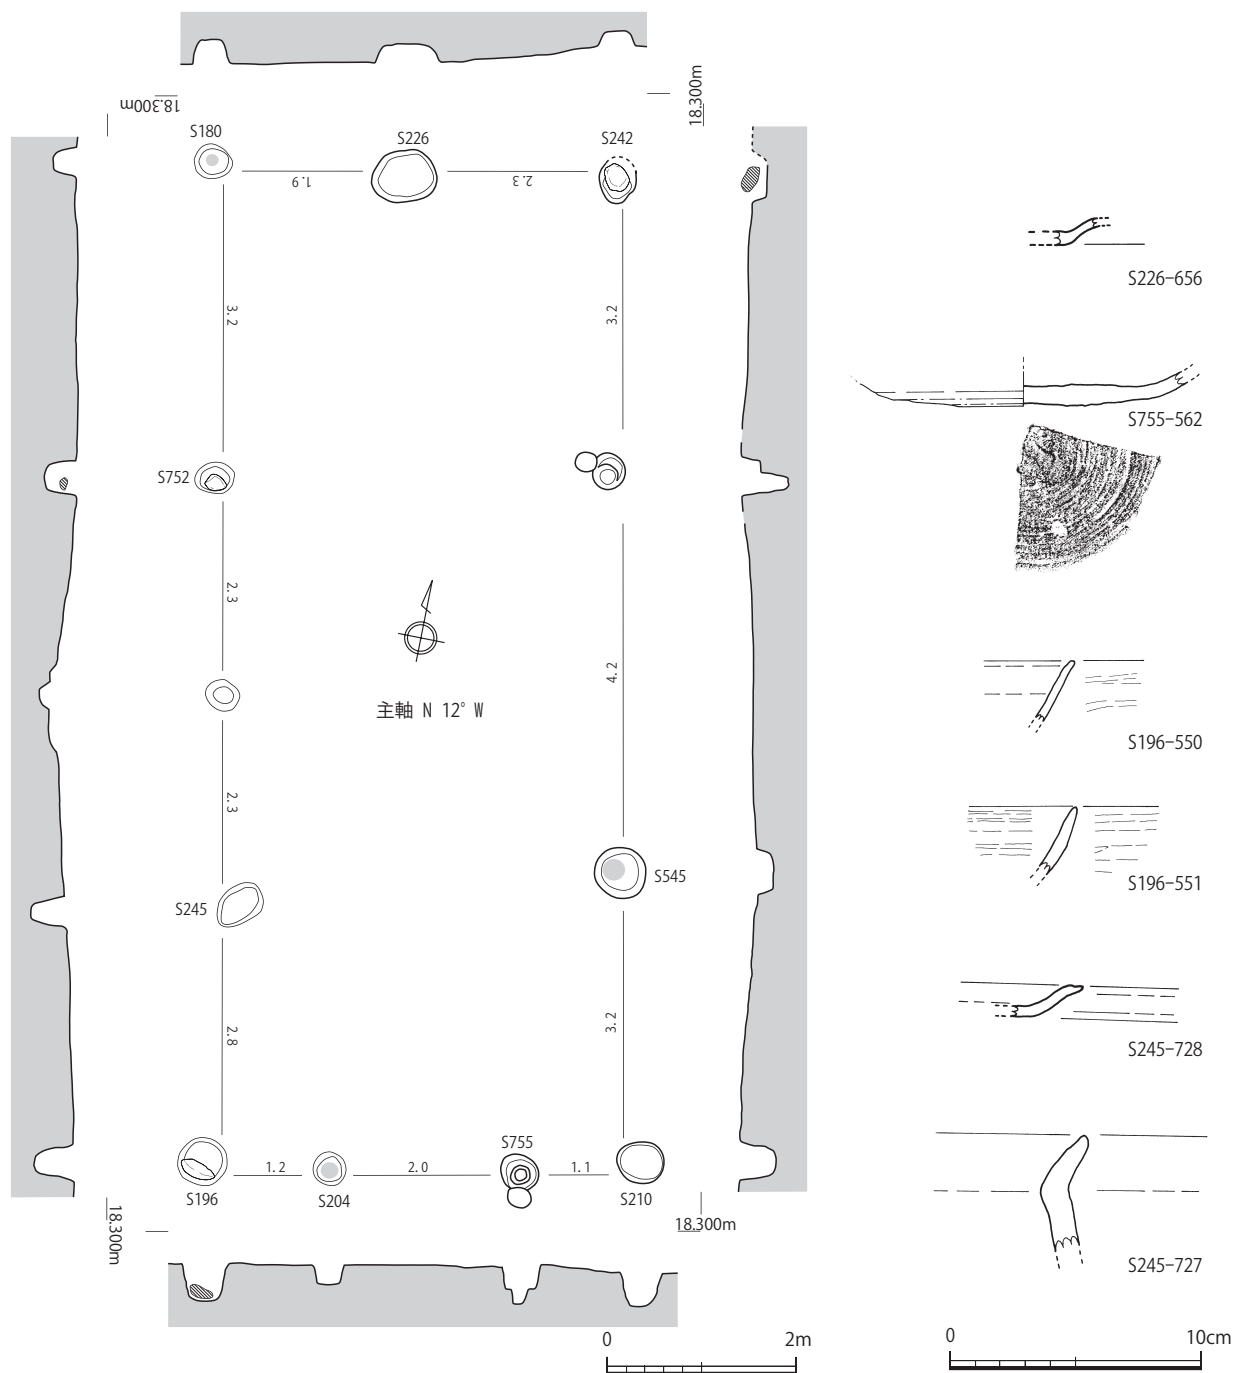 18.300m
18.300m
S180
S226
S242
1.9
2.3
3.2
3.2
S226-656
S755-562
S752
2.3
4.2
主軸 N 12° W
S196-550
2.3
S545
S196-551
S245
2.8
3.2
S245-728
S755
1.2
2.0
1.1
S196
S204
S210
18.300m
18.300m
S245-727
0 2m
0 10cm